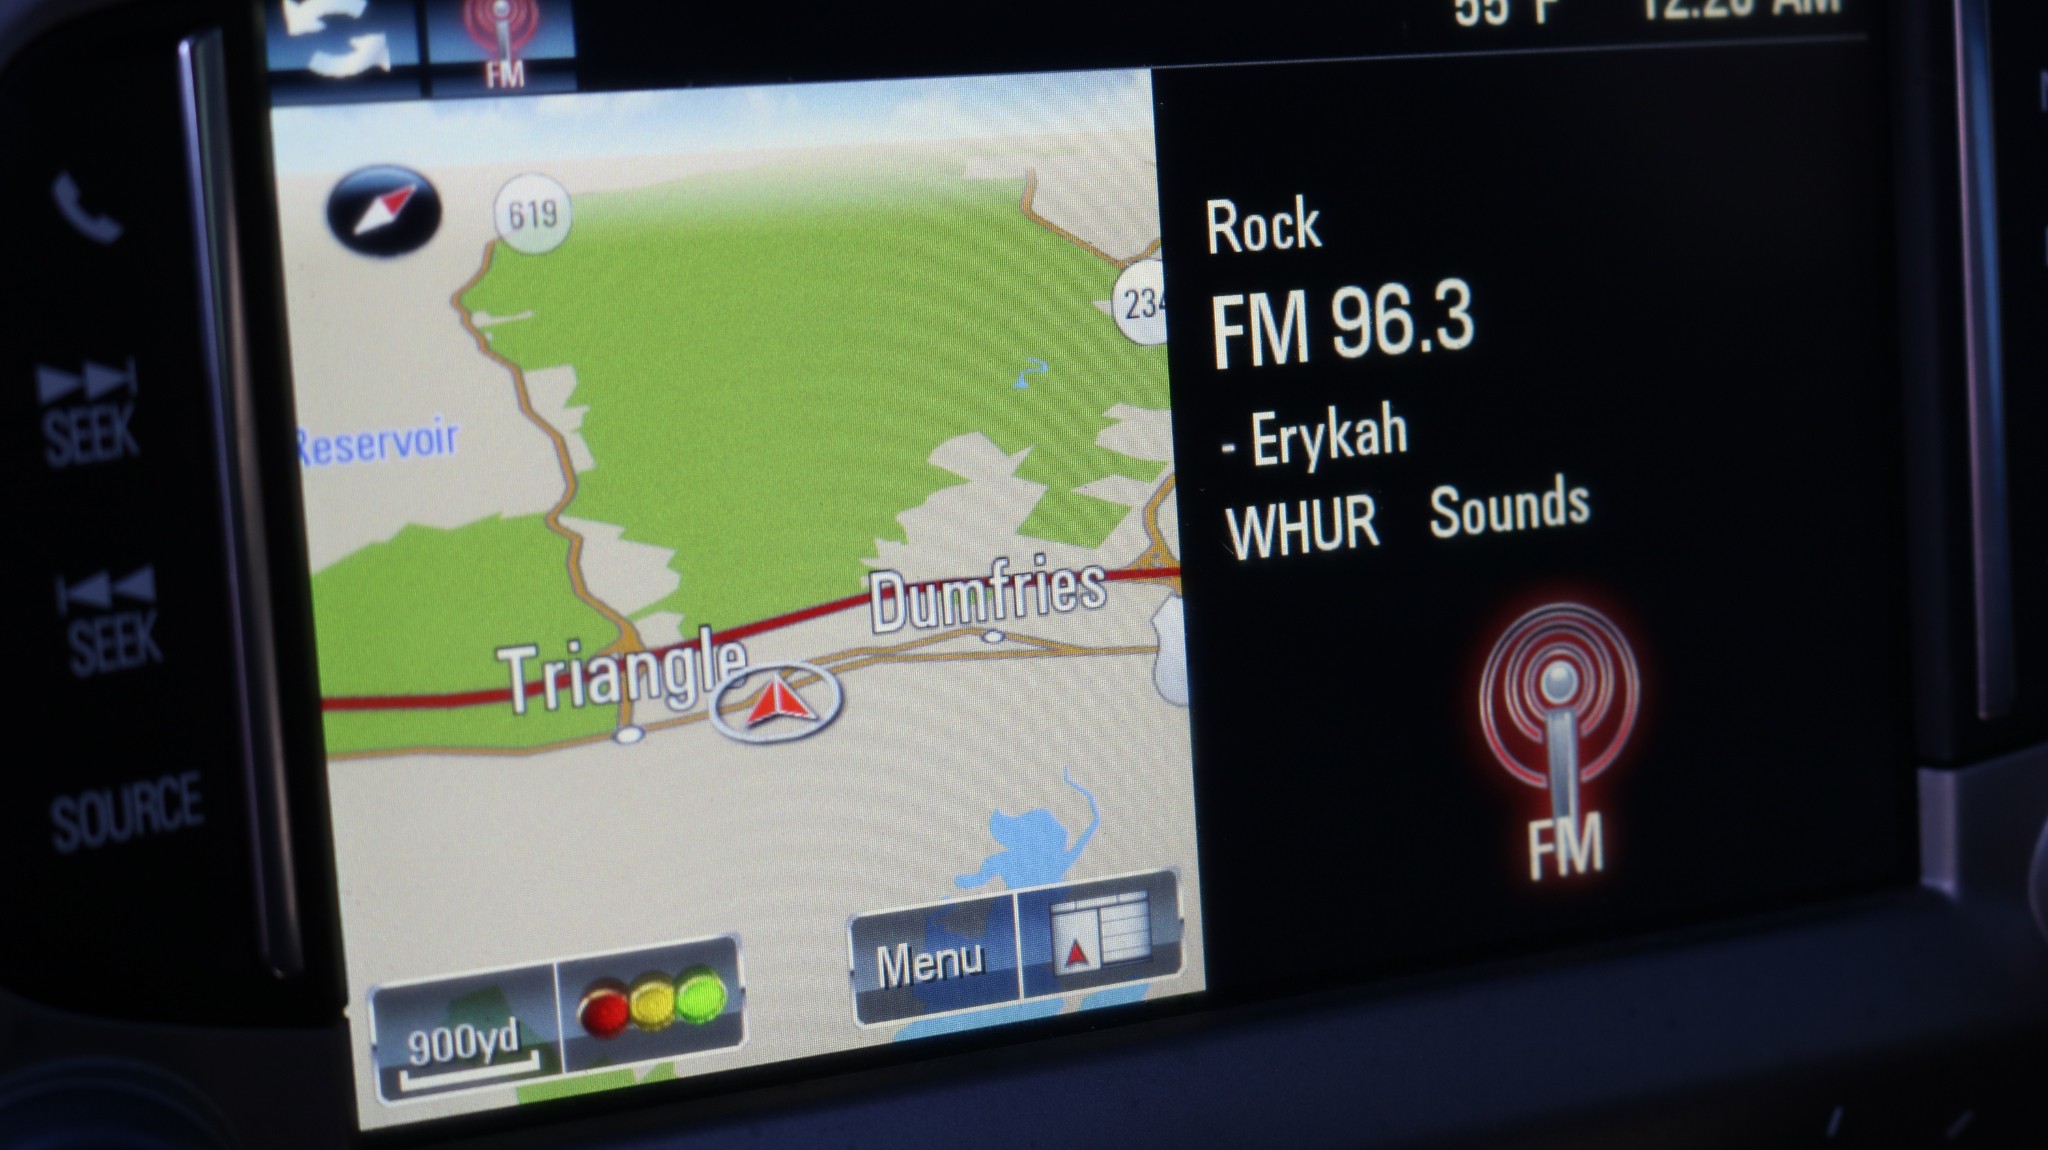 55°F
FM
619
234
Reservoir
Triangle
Dumfries
900yd
Menu
Rock
FM 96.3
- Erykah
WHUR Sounds
FM
SEEK
SEEK
SOURCE